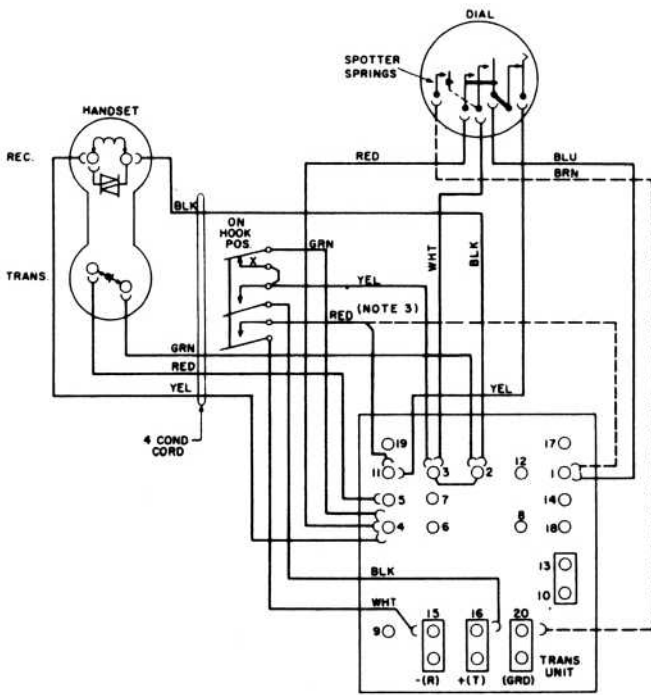 DIAL
SPOTTER
SPRINGS
HANDSET
REC.
RED
BLU
BRN
BLK
ON
HOOK
POS.
GRN
WHT
BLK
X
TRANS.
YEL
RED
(NOTE 3)
GRN
RED
YEL
YEL
4 COND
CORD
19
17
11
3
2
12
1
5
7
14
4
6
8
18
13
BLK
10
WHT
9
15
16
20
TRANS
UNIT
-(R)
+(T)
(GRD)